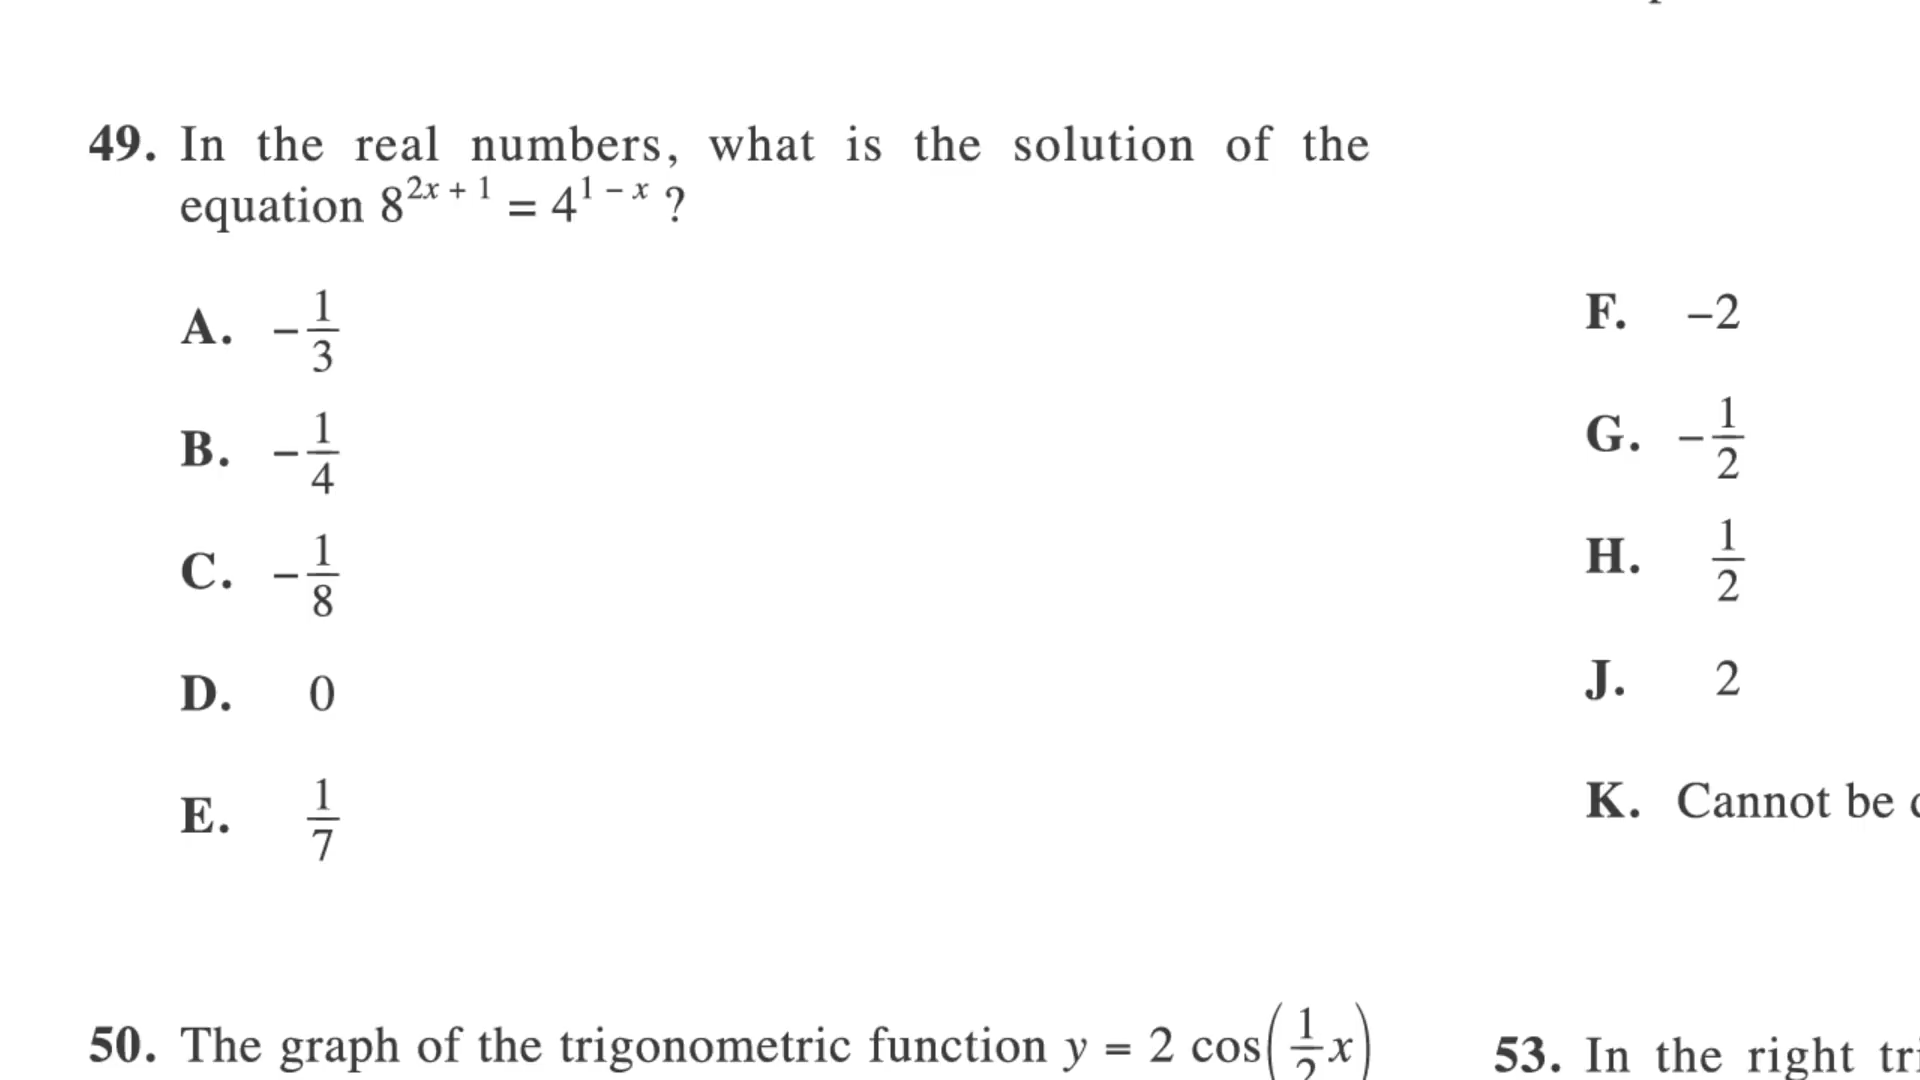 49. In the real numbers, what is the solution of the
equation 8^{2x + 1} = 4^{1 – x} ?
A. –1/3
B. –1/4
C. –1/8
D. 0
E. 1/7
F. –2
G. –1/2
H. 1/2
J. 2
K. Cannot be
50. The graph of the trigonometric function y = 2 cos(1/2 x)
53. In the right